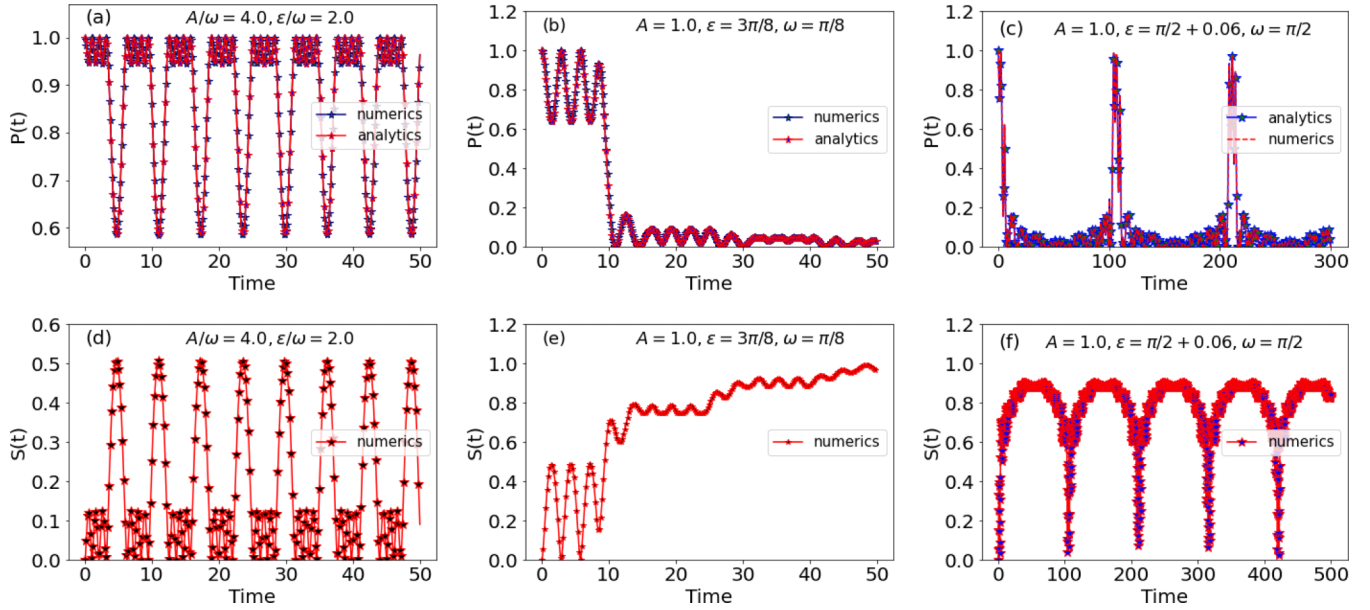 (a)
A/ω = 4.0, ε/ω = 2.0
P(t)
1.0
0.9
0.8
0.7
0.6
numerics
analytics
0 10 20 30 40 50
Time
(b)
A = 1.0, ε = 3π/8, ω = π/8
P(t)
1.2
1.0
0.8
0.6
0.4
0.2
0.0
numerics
analytics
0 10 20 30 40 50
Time
(c)
A = 1.0, ε = π/2 + 0.06, ω = π/2
P(t)
1.2
1.0
0.8
0.6
0.4
0.2
0.0
analytics
numerics
0 100 200 300
Time
(d)
A/ω = 4.0, ε/ω = 2.0
S(t)
0.6
0.5
0.4
0.3
0.2
0.1
0.0
numerics
0 10 20 30 40 50
Time
(e)
A = 1.0, ε = 3π/8, ω = π/8
S(t)
1.2
1.0
0.8
0.6
0.4
0.2
0.0
numerics
0 10 20 30 40 50
Time
(f)
A = 1.0, ε = π/2 + 0.06, ω = π/2
S(t)
1.2
1.0
0.8
0.6
0.4
0.2
0.0
numerics
0 100 200 300 400 500
Time